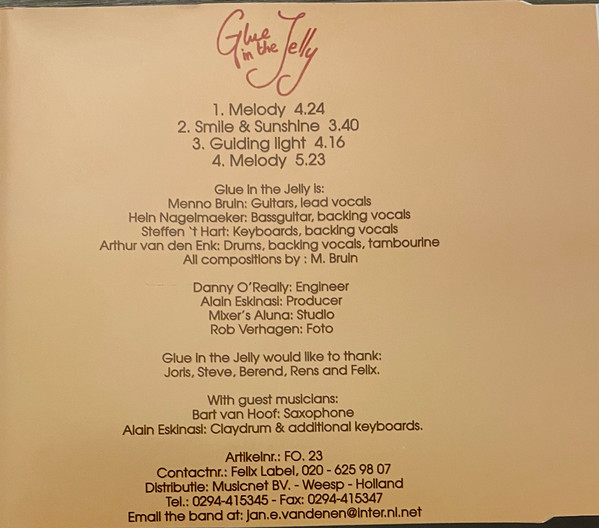 Glue in the Jelly
1. Melody 4.24
2. Smile & Sunshine 3.40
3. Guiding light 4.16
4. Melody 5.23
Glue in the Jelly is:
Menno Bruin: Guitars, lead vocals
Hein Nagelmaeker: Bassguitar, backing vocals
Steffen `t Hart: Keyboards, backing vocals
Arthur van den Enk: Drums, backing vocals, tambourine
All compositions by : M. Bruin
Danny O'Really: Engineer
Alain Eskinasi: Producer
Mixer's Aluna: Studio
Rob Verhagen: Foto
Glue in the Jelly would like to thank:
Joris, Steve, Berend, Rens and Felix.
With guest musicians:
Bart van Hoof: Saxophone
Alain Eskinasi: Claydrum & additional keyboards.
Artikelnr.: FO. 23
Contactnr.: Felix Label, 020 - 625 98 07
Distributie: Musicnet BV. - Weesp - Holland
Tel.: 0294-415345 - Fax: 0294-415347
Email the band at: jan.e.vandenen@inter.nl.net